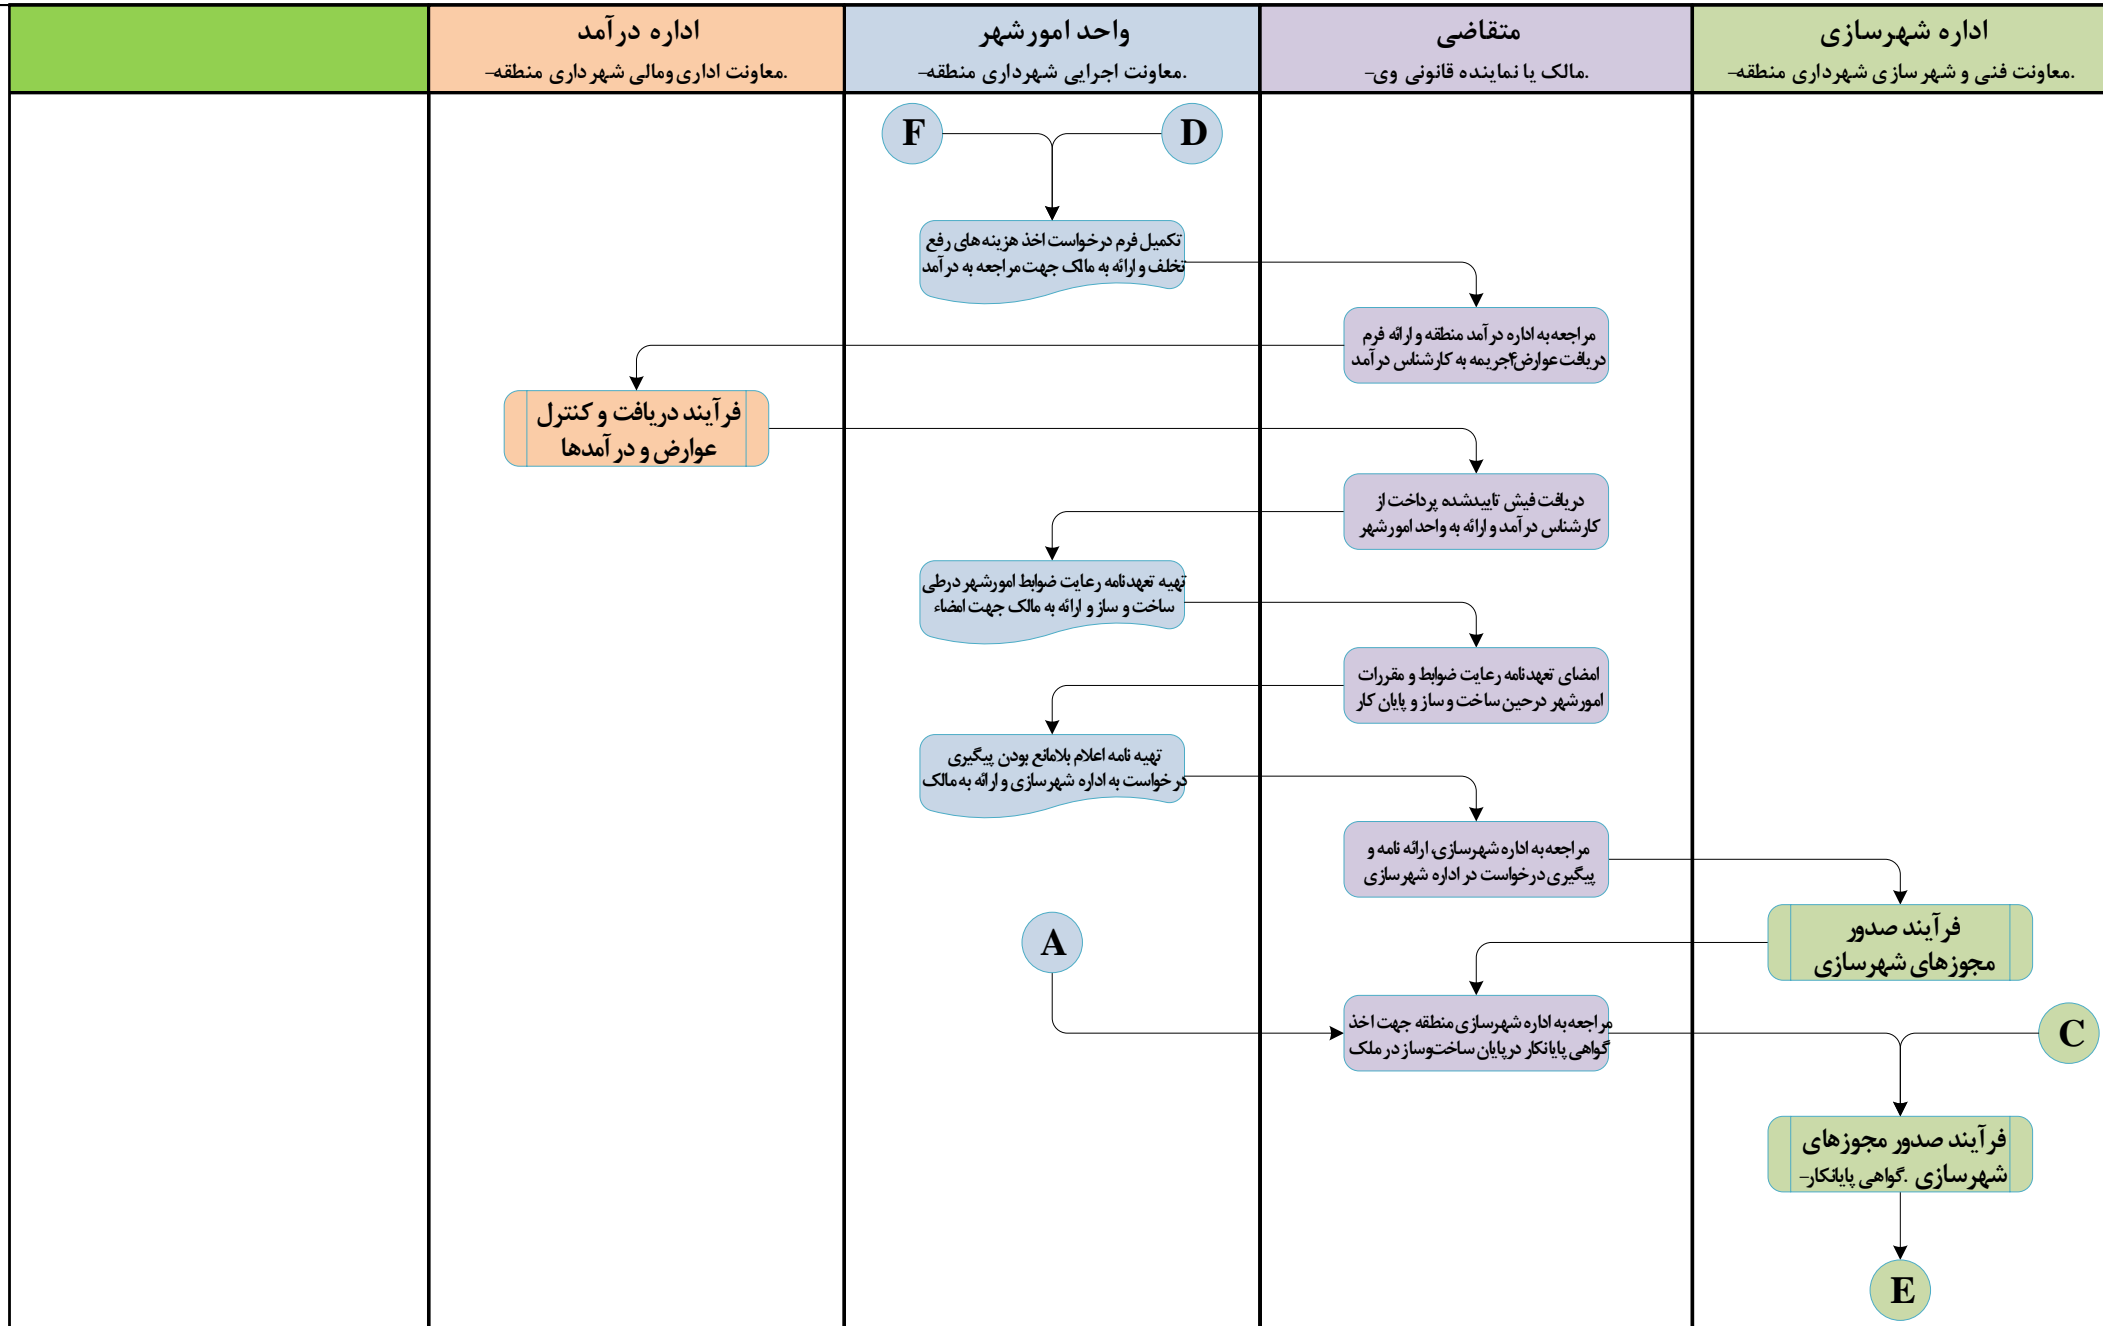 اداره شهرسازی
.معاونت فنی و شهرسازی شهرداری منطقه-
متقاضی
.مالک یا نماینده قانونی وی-
واحد امورشهر
.معاونت اجرایی شهرداری منطقه-
اداره درآمد
.معاونت اداری ومالی شهرداری منطقه-
D
F
تکمیل فرم درخواست اخذ هزینه های رفع
تخلف و ارائه به مالک جهت مراجعه به درآمد
مراجعه به اداره درآمد منطقه و ارائه فرم
دریافت عوارض۴جریمه به کارشناس درآمد
فرآیند دریافت و کنترل
عوارض و درآمدها
دریافت فیش تاییدشده پرداخت از
کارشناس درآمد و ارائه به واحد امورشهر
تهیه تعهدنامه رعایت ضوابط امورشهر درطی
ساخت و ساز و ارائه به مالک جهت امضاء
امضای تعهدنامه رعایت ضوابط و مقررات
امورشهر درحین ساخت و ساز و پایان کار
تهیه نامه اعلام بلامانع بودن پیگیری
درخواست به اداره شهرسازی و ارائه به مالک
مراجعه به اداره شهرسازی، ارائه نامه و
پیگیری درخواست در اداره شهرسازی
فرآیند صدور
مجوزهای شهرسازی
A
مراجعه به اداره شهرسازی منطقه جهت اخذ
گواهی پایانکار درپایان ساخت‌وساز در ملک
C
فرآیند صدور مجوزهای
شهرسازی .گواهی پایانکار-
E